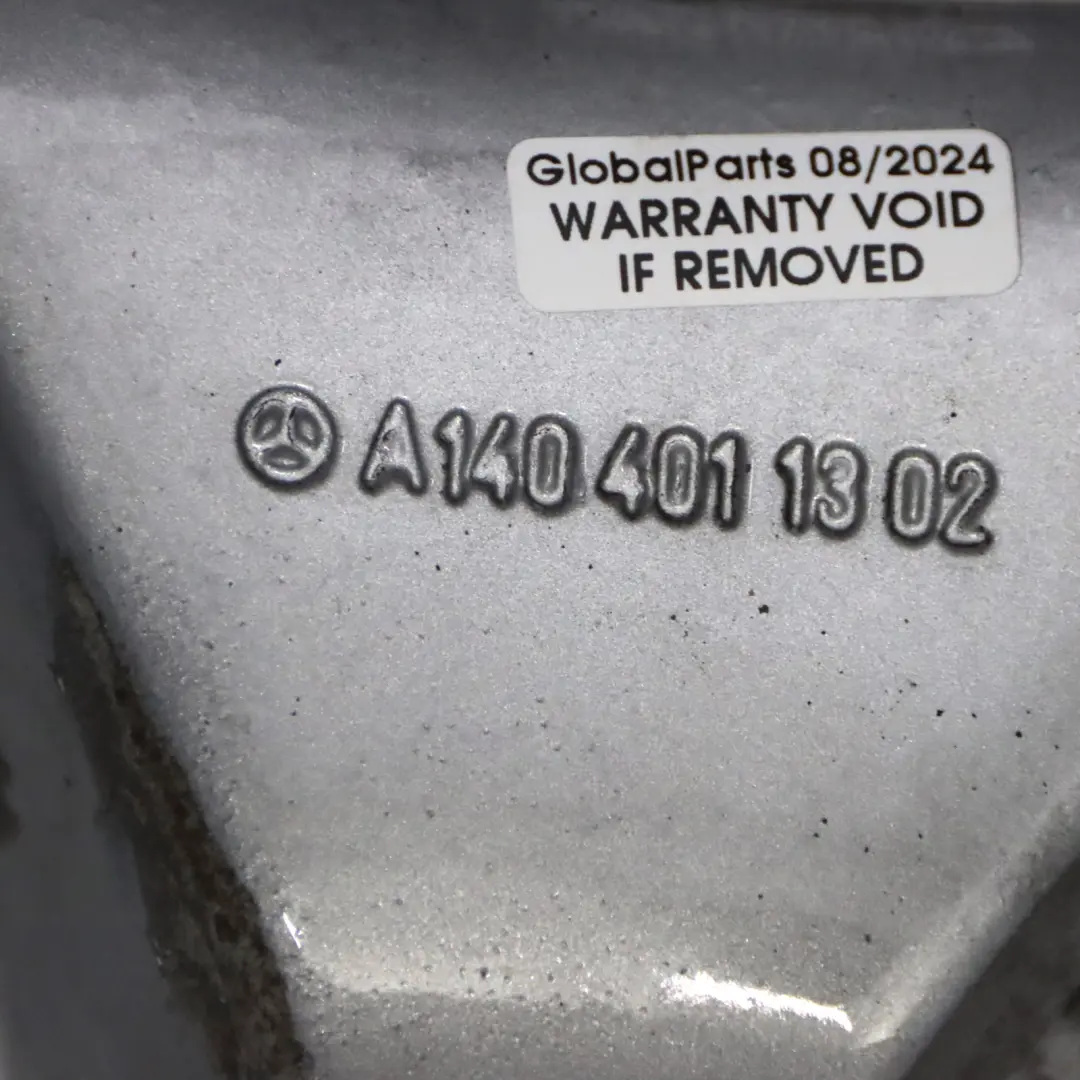 GlobalParts 08/2024
WARRANTY VOID
IF REMOVED
A140 401 13 02